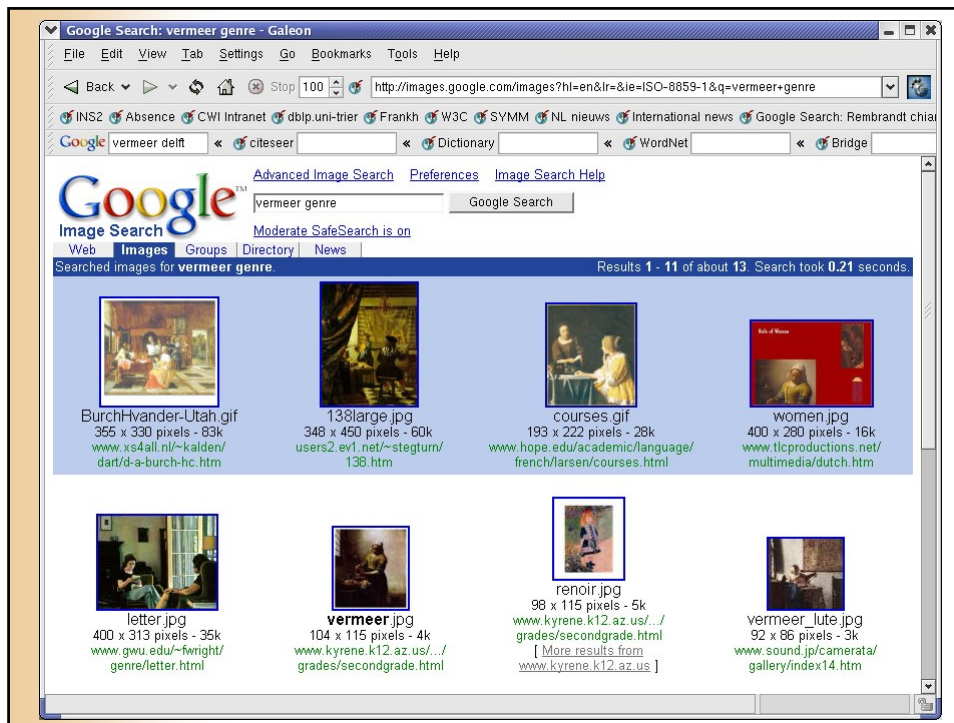 Google Search: vermeer genre - Galeon
File Edit View Tab Settings Go Bookmarks Tools Help
Back Stop 100 http://images.google.com/images?hl=en&lr=&ie=ISO-8859-1&q=vermeer+genre
INS2 Absence CWI Intranet dblp.uni-trier Frankh W3C SYMM NL nieuws International news Google Search: Rembrandt chiar
Google vermeer delft « citeseer « Dictionary « WordNet « Bridge
Advanced Image Search Preferences Image Search Help
Google™
vermeer genre Google Search
Image Search
Moderate SafeSearch is on
Web Images Groups Directory News
Searched images for vermeer genre. Results 1 - 11 of about 13. Search took 0.21 seconds.
Role of Women
BurchHvander-Utah.gif
355 x 330 pixels - 83k
www.xs4all.nl/~kalden/
dart/d-a-burch-hc.htm
138large.jpg
348 x 450 pixels - 60k
users2.ev1.net/~stegturn/
138.htm
courses.gif
193 x 222 pixels - 28k
www.hope.edu/academic/language/
french/larsen/courses.html
women.jpg
400 x 280 pixels - 16k
www.tlcproductions.net/
multimedia/dutch.htm
letter.jpg
400 x 313 pixels - 35k
www.gwu.edu/~fwright/
genre/letter.html
vermeer.jpg
104 x 115 pixels - 4k
www.kyrene.k12.az.us/.../
grades/secondgrade.html
renoir.jpg
98 x 115 pixels - 5k
www.kyrene.k12.az.us/.../
grades/secondgrade.html
[ More results from
www.kyrene.k12.az.us ]
vermeer_lute.jpg
92 x 86 pixels - 3k
www.sound.jp/camerata/
gallery/index14.htm